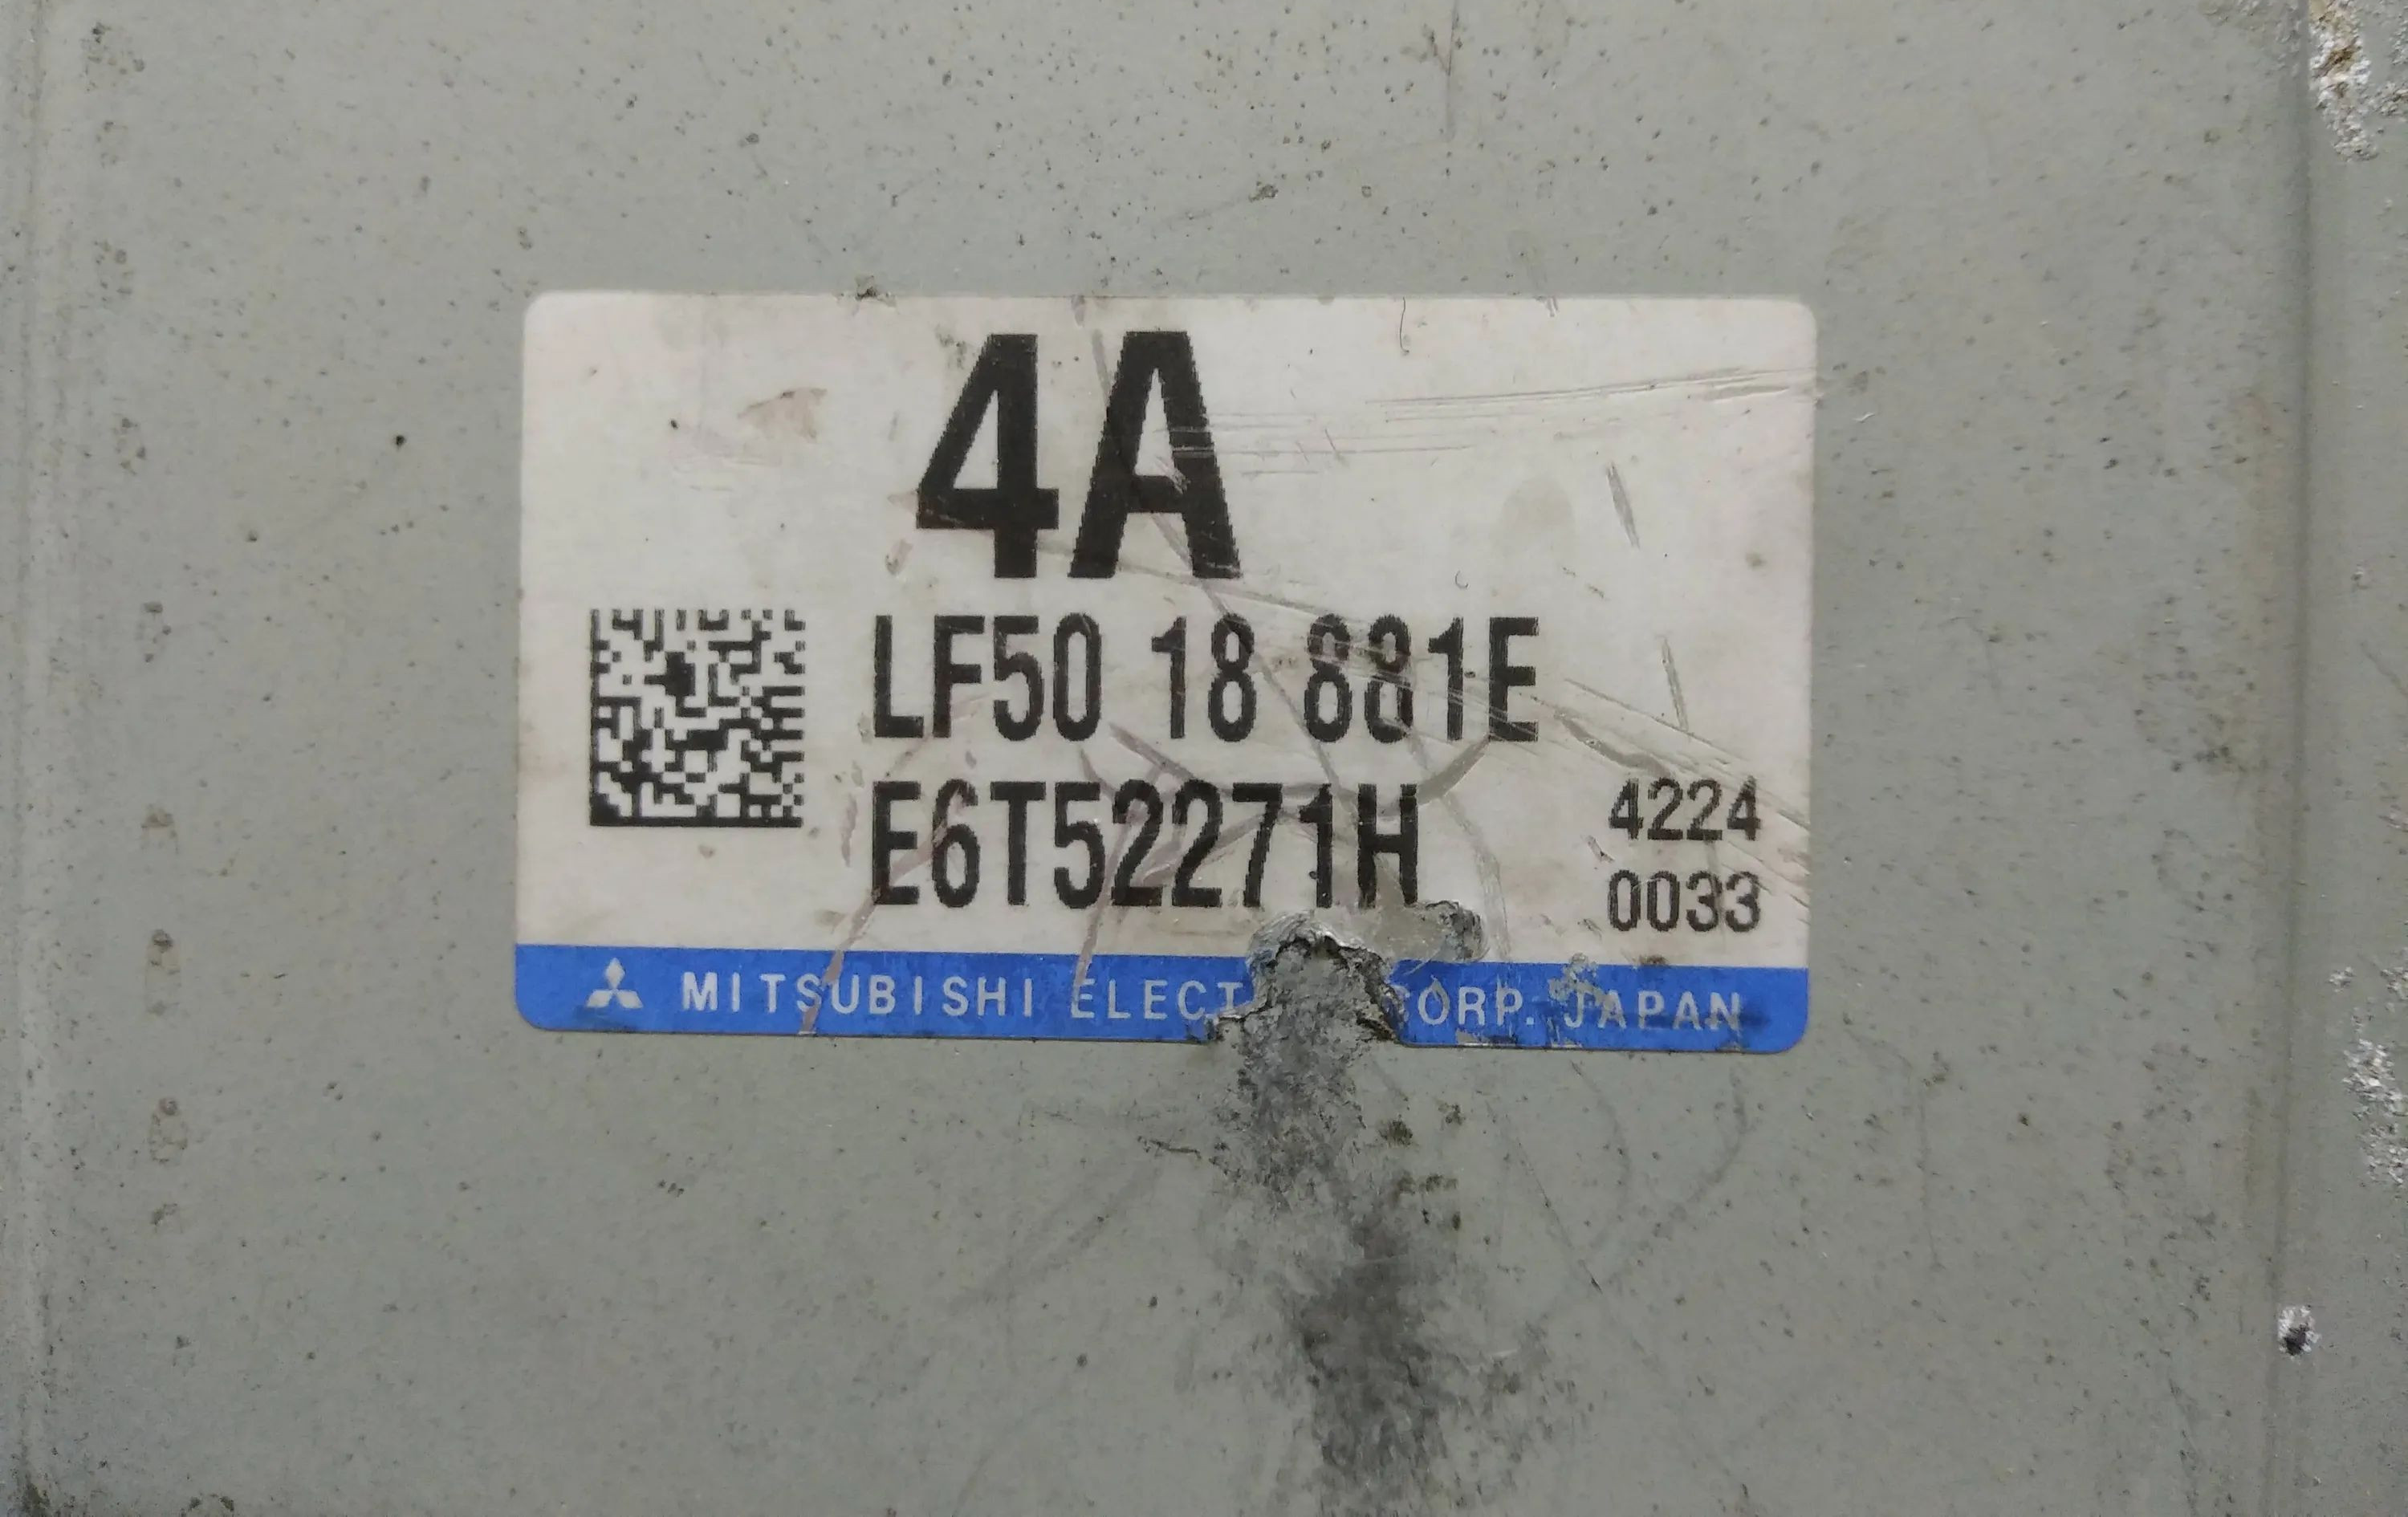 4A
LF50 18 881E
E6T52271H
4224
0033
MITSUBISHI ELECT CORP. JAPAN